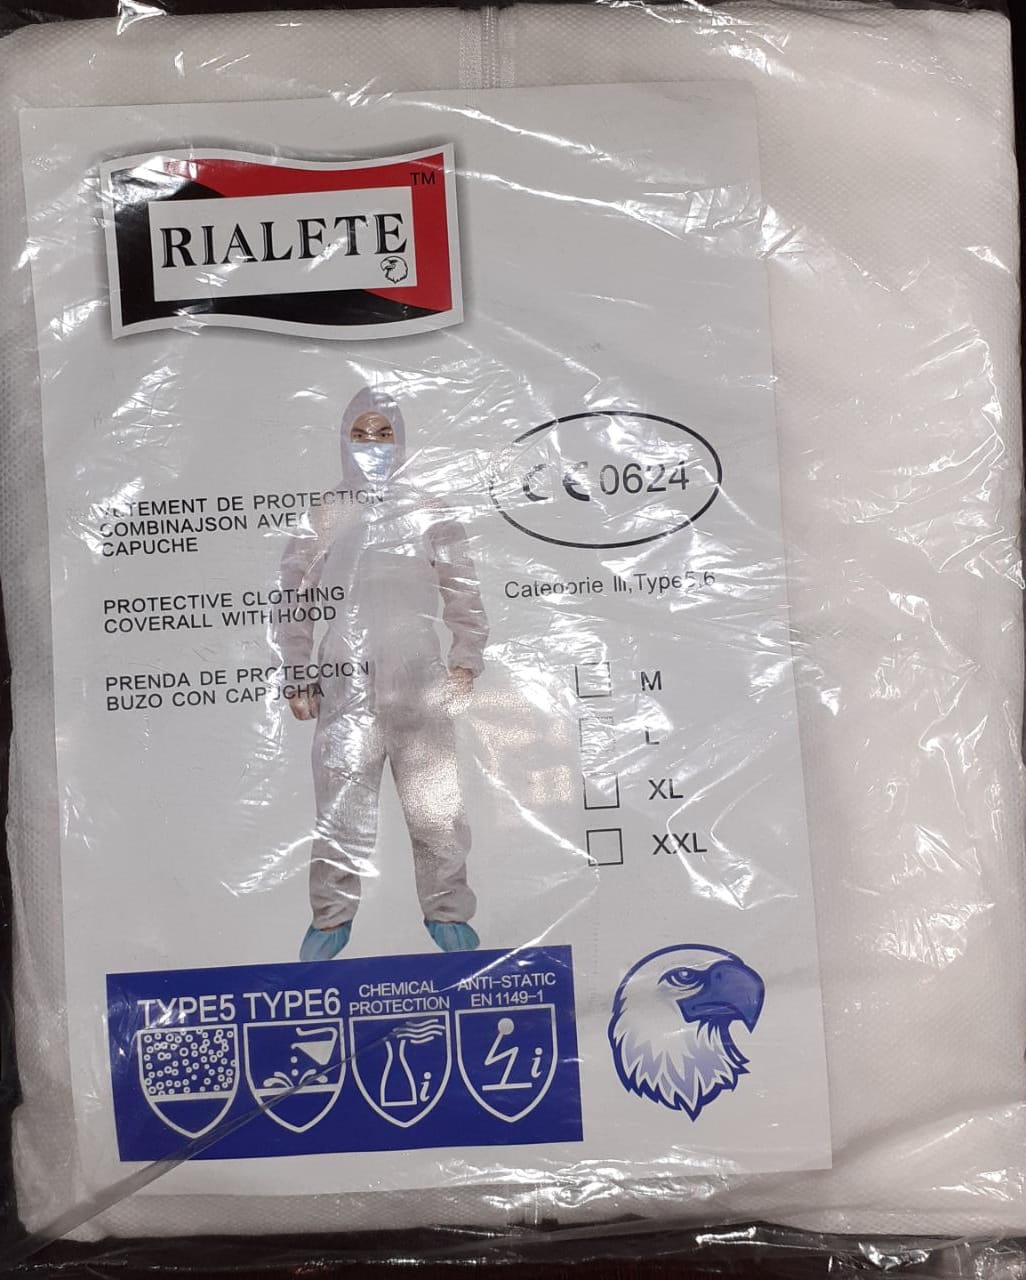 TM
RIALETE
VETEMENT DE PROTECTION
COMBINAJSON AVEC
CAPUCHE
PROTECTIVE CLOTHING
COVERALL WITH HOOD
PRENDA DE PROTECCION
BUZO CON CAPUCHA
CE 0624
Categorie III,Type5,6
M
L
XL
XXL
TYPE5 TYPE6
CHEMICAL
PROTECTION
ANTI-STATIC
EN 1149-1
i
i